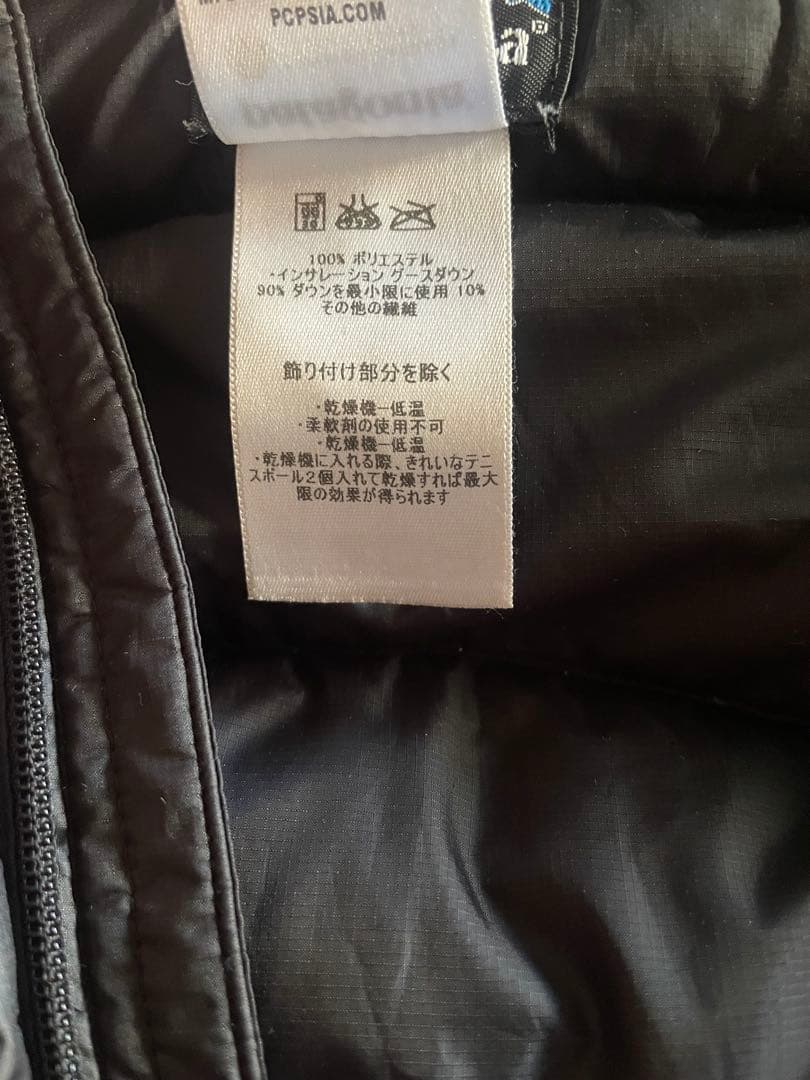 PCPSIA.COM
a®
patagonia
100% ポリエステル
・インサレーション グースダウン
90% ダウンを最小限に使用 10%
その他の繊維
飾り付け部分を除く
・乾燥機ー低温
・柔軟剤の使用不可
・乾燥機ー低温
・乾燥機に入れる際、きれいなテニ
スボール2個入れて乾燥すれば最大
限の効果が得られます